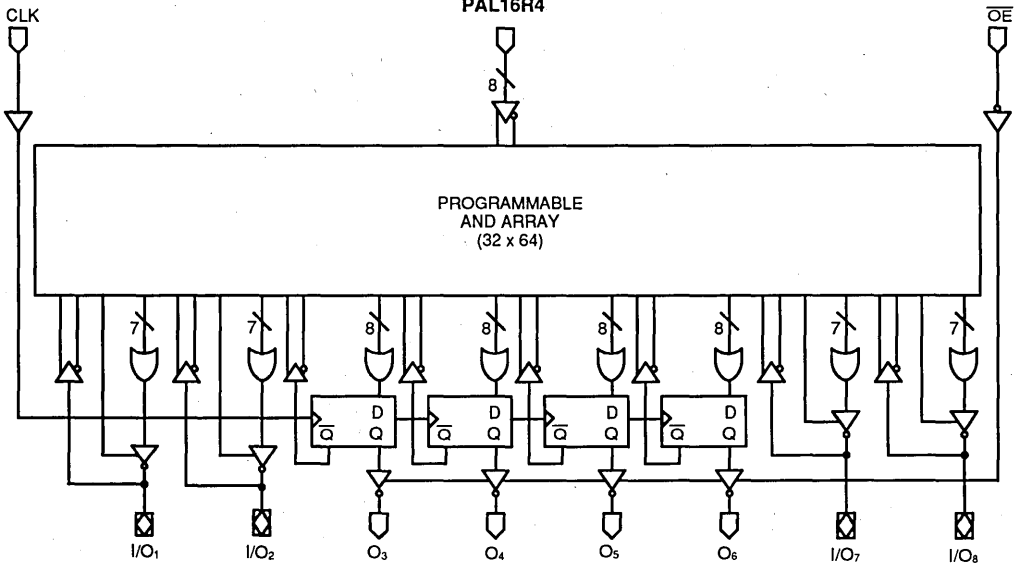 PAL16R4
CLK
OE
8
PROGRAMMABLE
AND ARRAY
(32 x 64)
7 7 8 8 8 8 7 7
D D D D
Q Q Q Q Q Q Q Q
I/O1 I/O2 O3 O4 O5 O6 I/O7 I/O8